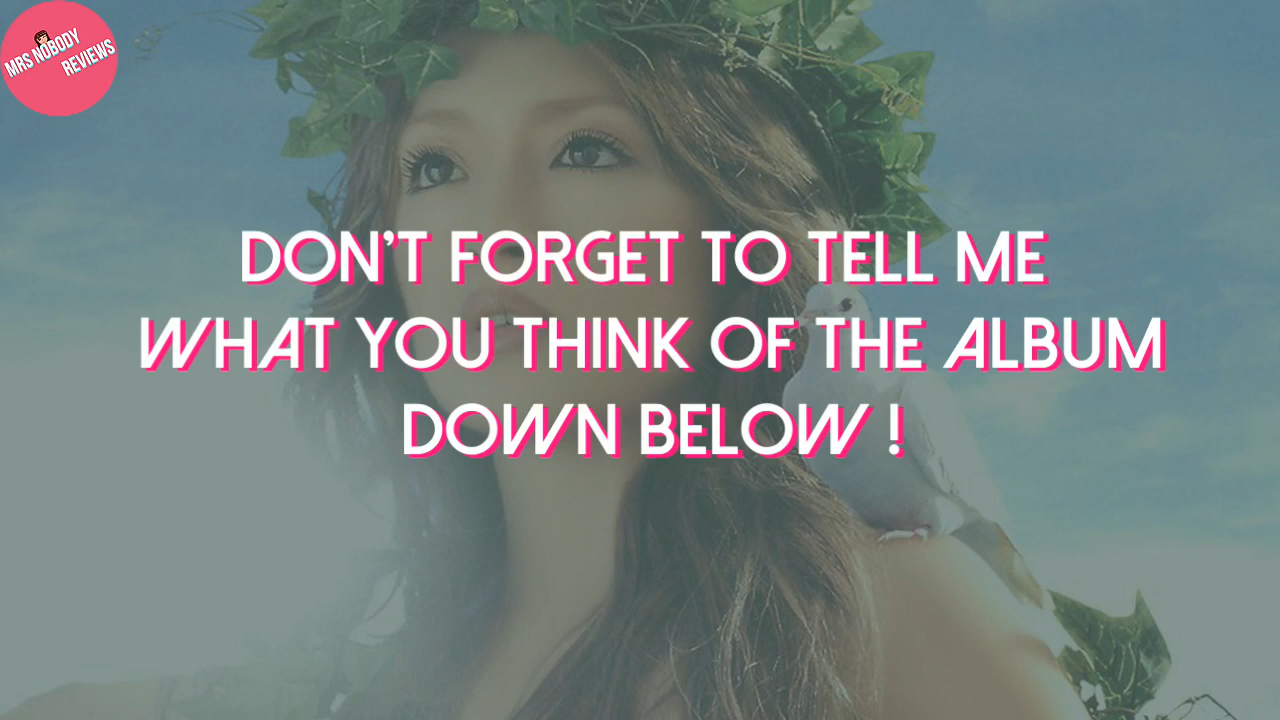 MRS NOBODY
REVIEWS
DON'T FORGET TO TELL ME
WHAT YOU THINK OF THE ALBUM
DOWN BELOW !